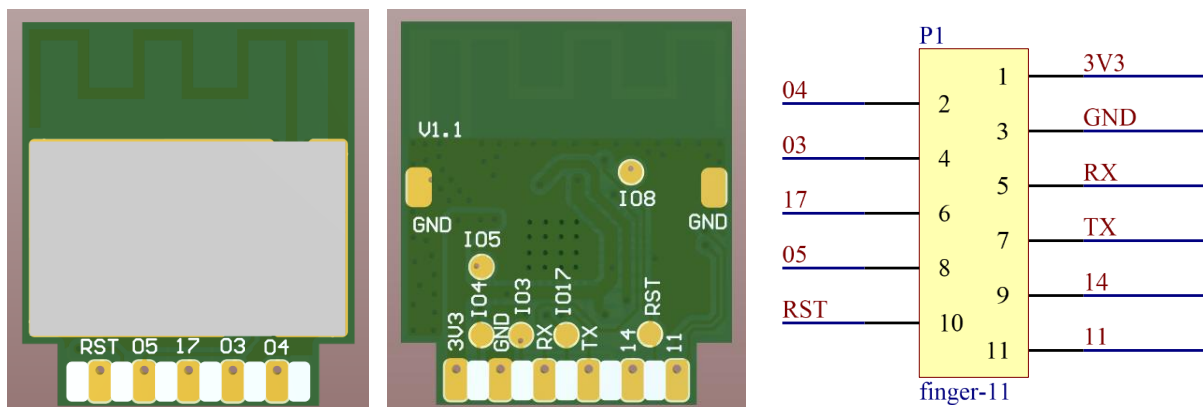 RST 05 17 03 04
V1.1
IO8
GND
GND
IO5
IO4
IO3
IO17
RST
3V3
GND
RX
TX
14
11
P1
1 3V3
04 2
3 GND
03 4
5 RX
17 6
7 TX
05 8
9 14
RST 10
11 11
finger-11